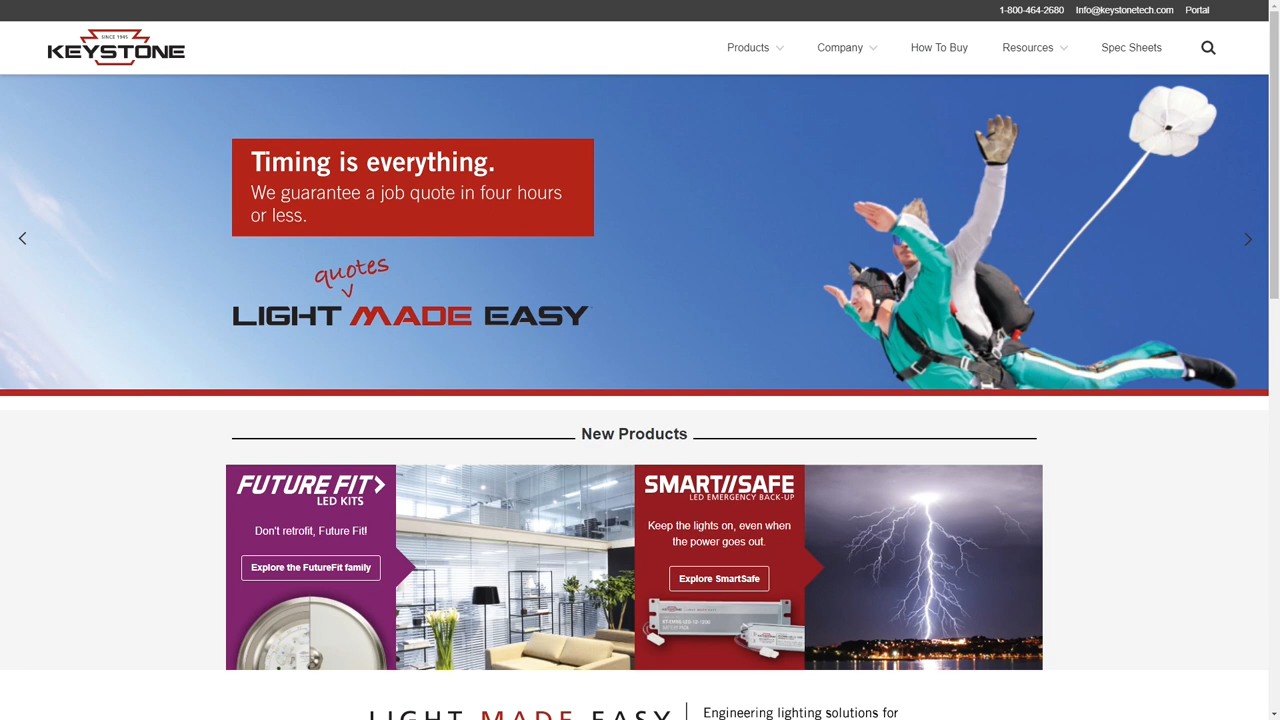 1-800-464-2680 Info@keystonetech.com Portal
SINCE 1945
KEYSTONE
Products Company How To Buy Resources Spec Sheets
Timing is everything.
We guarantee a job quote in four hours
or less.
quotes
LIGHT MADE EASY
New Products
FUTURE FIT
LED KITS
Don't retrofit, Future Fit!
Explore the FutureFit family
SMART//SAFE
LED EMERGENCY BACK-UP
Keep the lights on, even when
the power goes out.
Explore SmartSafe
KEYSTONE
LIGHT MADE EASY
Engineering lighting solutions for